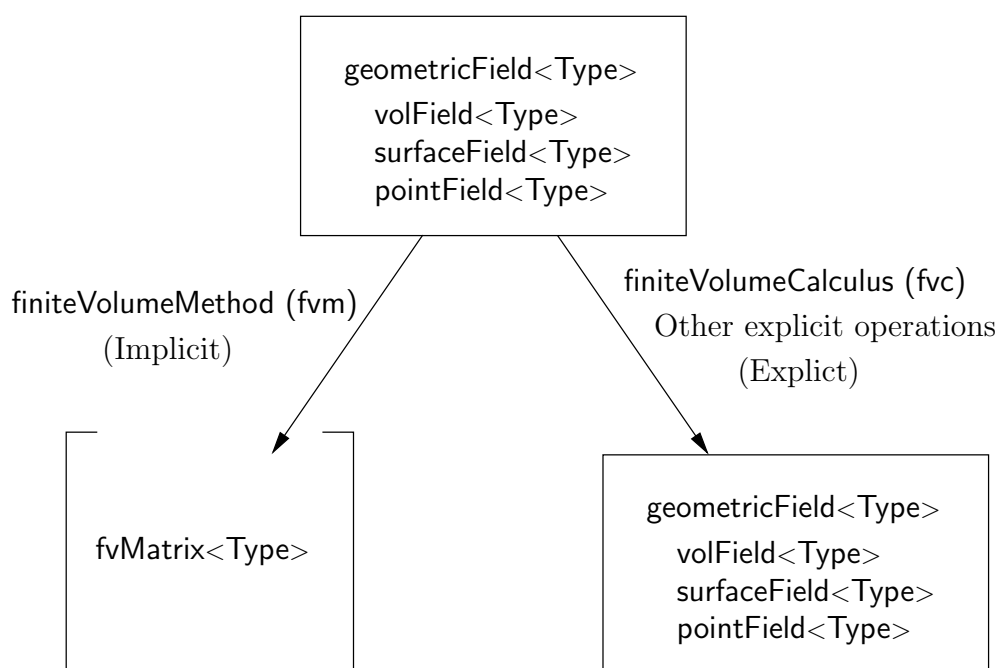 geometricField<Type>
volField<Type>
surfaceField<Type>
pointField<Type>
finiteVolumeMethod (fvm)
(Implicit)
finiteVolumeCalculus (fvc)
Other explicit operations
(Explict)
fvMatrix<Type>
geometricField<Type>
volField<Type>
surfaceField<Type>
pointField<Type>